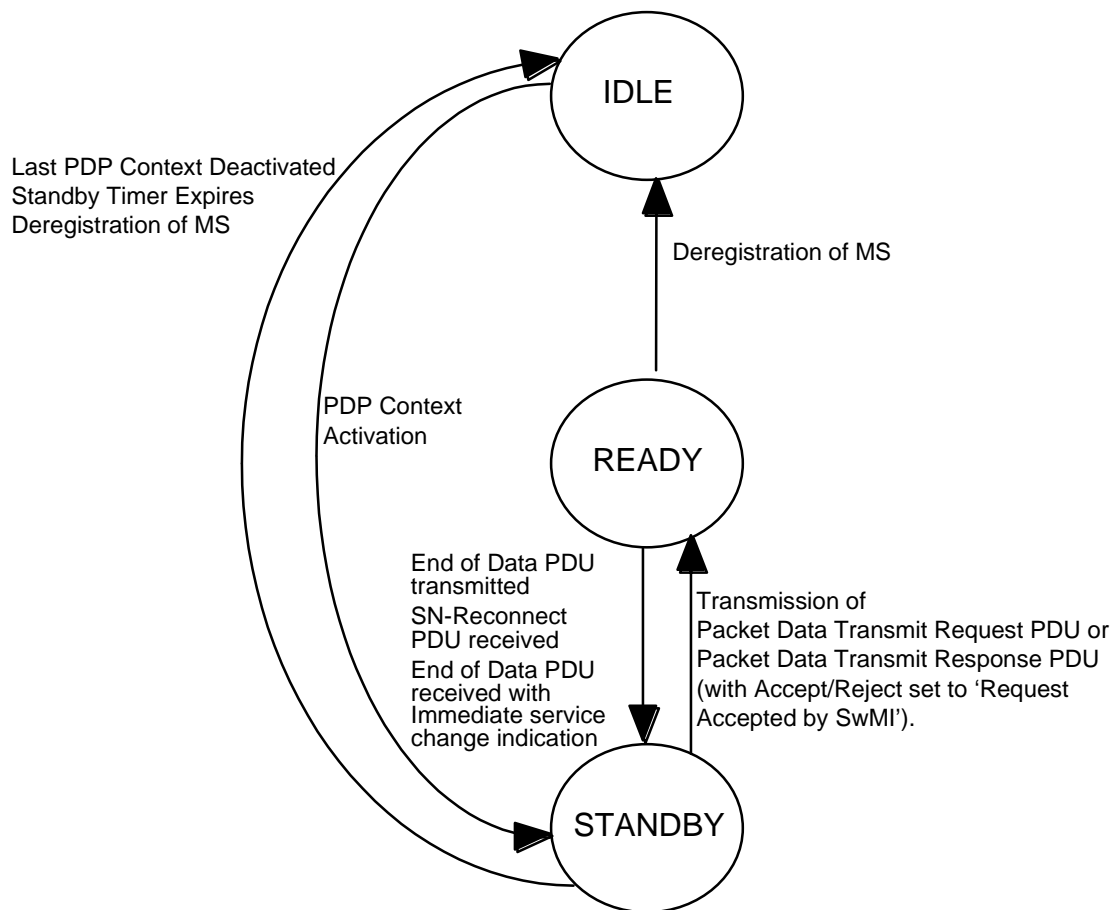 IDLE
Last PDP Context Deactivated
Standby Timer Expires
Deregistration of MS
Deregistration of MS
PDP Context
Activation
READY
End of Data PDU
transmitted
SN-Reconnect
PDU received
End of Data PDU
received with
Immediate service
change indication
Transmission of
Packet Data Transmit Request PDU or
Packet Data Transmit Response PDU
(with Accept/Reject set to ‘Request
Accepted by SwMI’).
STANDBY